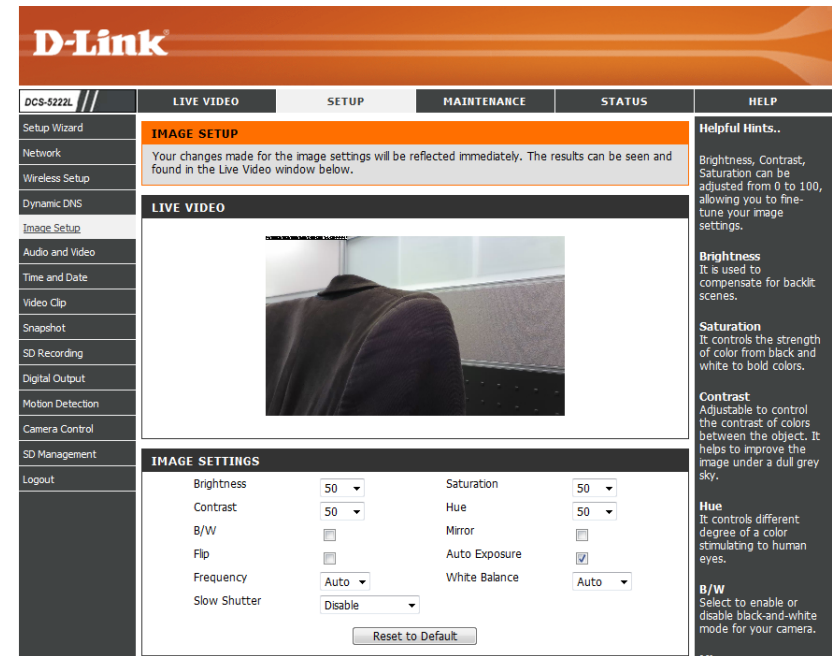 D-Link
DCS-5222L
LIVE VIDEO
SETUP
MAINTENANCE
STATUS
HELP
Setup Wizard
Network
Wireless Setup
Dynamic DNS
Image Setup
Audio and Video
Time and Date
Video Clip
Snapshot
SD Recording
Digital Output
Motion Detection
Camera Control
SD Management
Logout
IMAGE SETUP
Your changes made for the image settings will be reflected immediately. The results can be seen and
found in the Live Video window below.
LIVE VIDEO
IMAGE SETTINGS
Brightness 50 Saturation 50
Contrast 50 Hue 50
B/W Mirror
Flip Auto Exposure
Frequency Auto White Balance Auto
Slow Shutter Disable
Reset to Default
Helpful Hints..
Brightness, Contrast,
Saturation can be
adjusted from 0 to 100,
allowing you to fine-
tune your image
settings.
Brightness
It is used to
compensate for backlit
scenes.
Saturation
It controls the strength
of color from black and
white to bold colors.
Contrast
Adjustable to control
the contrast of colors
between the object. It
helps to improve the
image under a dull grey
sky.
Hue
It controls different
degree of a color
stimulating to human
eyes.
B/W
Select to enable or
disable black-and-white
mode for your camera.